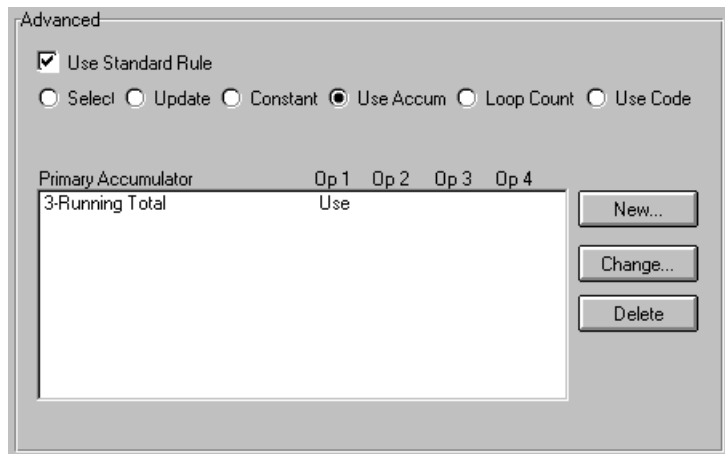 Advanced
Use Standard Rule
Select Update Constant Use Accum Loop Count Use Code
Primary Accumulator Op 1 Op 2 Op 3 Op 4
3-Running Total Use
New...
Change...
Delete